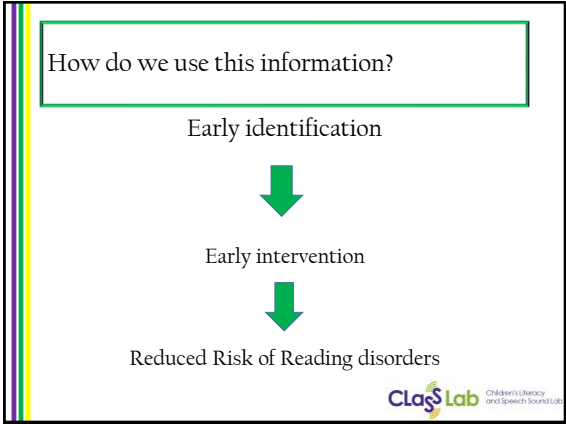 How do we use this information?
Early identification
Early intervention
Reduced Risk of Reading disorders
CLaSS Lab
Children's Literacy
and Speech Sound Lab